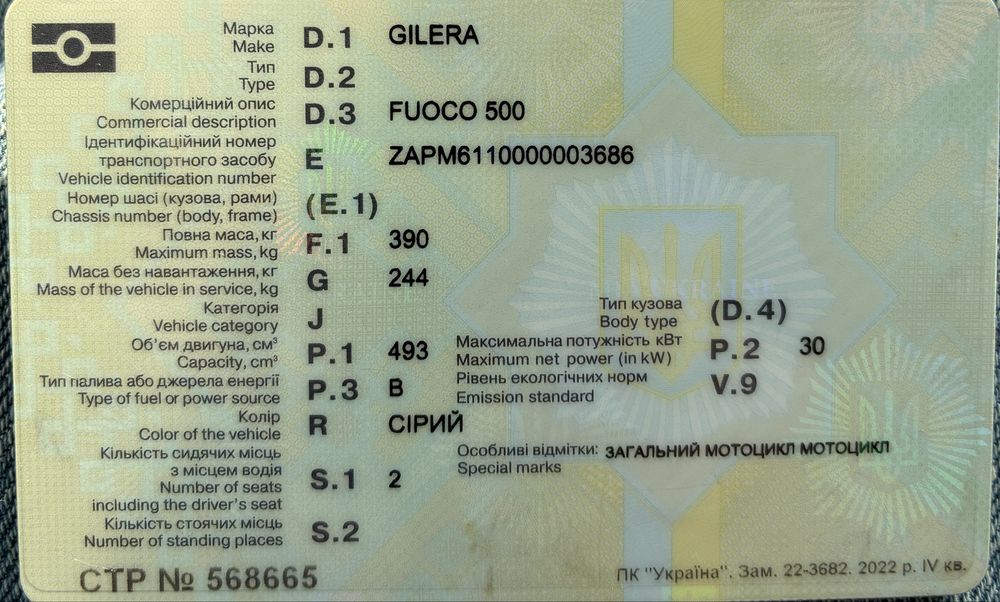 Марка D.1 GILERA
Make
Тип D.2
Type
Комерційний опис D.3 FUOCO 500
Commercial description
Ідентифікаційний номер
транспортного засобу E ZAPM6110000003686
Vehicle identification number
Номер шасі (кузова, рами) (E.1)
Chassis number (body, frame)
Повна маса, кг F.1 390
Maximum mass, kg
Маса без навантаження, кг G 244
Mass of the vehicle in service, kg
Категорія J
Vehicle category
Тип кузова (D.4)
Body type
Об'єм двигуна, см³ P.1 493
Capacity, cm³
Максимальна потужність кВт P.2 30
Maximum net power (in kW)
Тип палива або джерела енергії P.3 B
Type of fuel or power source
Рівень екологічних норм V.9
Emission standard
Колір R СІРИЙ
Color of the vehicle
Особливі відмітки: ЗАГАЛЬНИЙ МОТОЦИКЛ МОТОЦИКЛ
Special marks
Кількість сидячих місць
з місцем водія S.1 2
Number of seats
including the driver's seat
Кількість стоячих місць S.2
Number of standing places
СТР № 568665
ПК "Україна". Зам. 22-3682. 2022 р. IV кв.